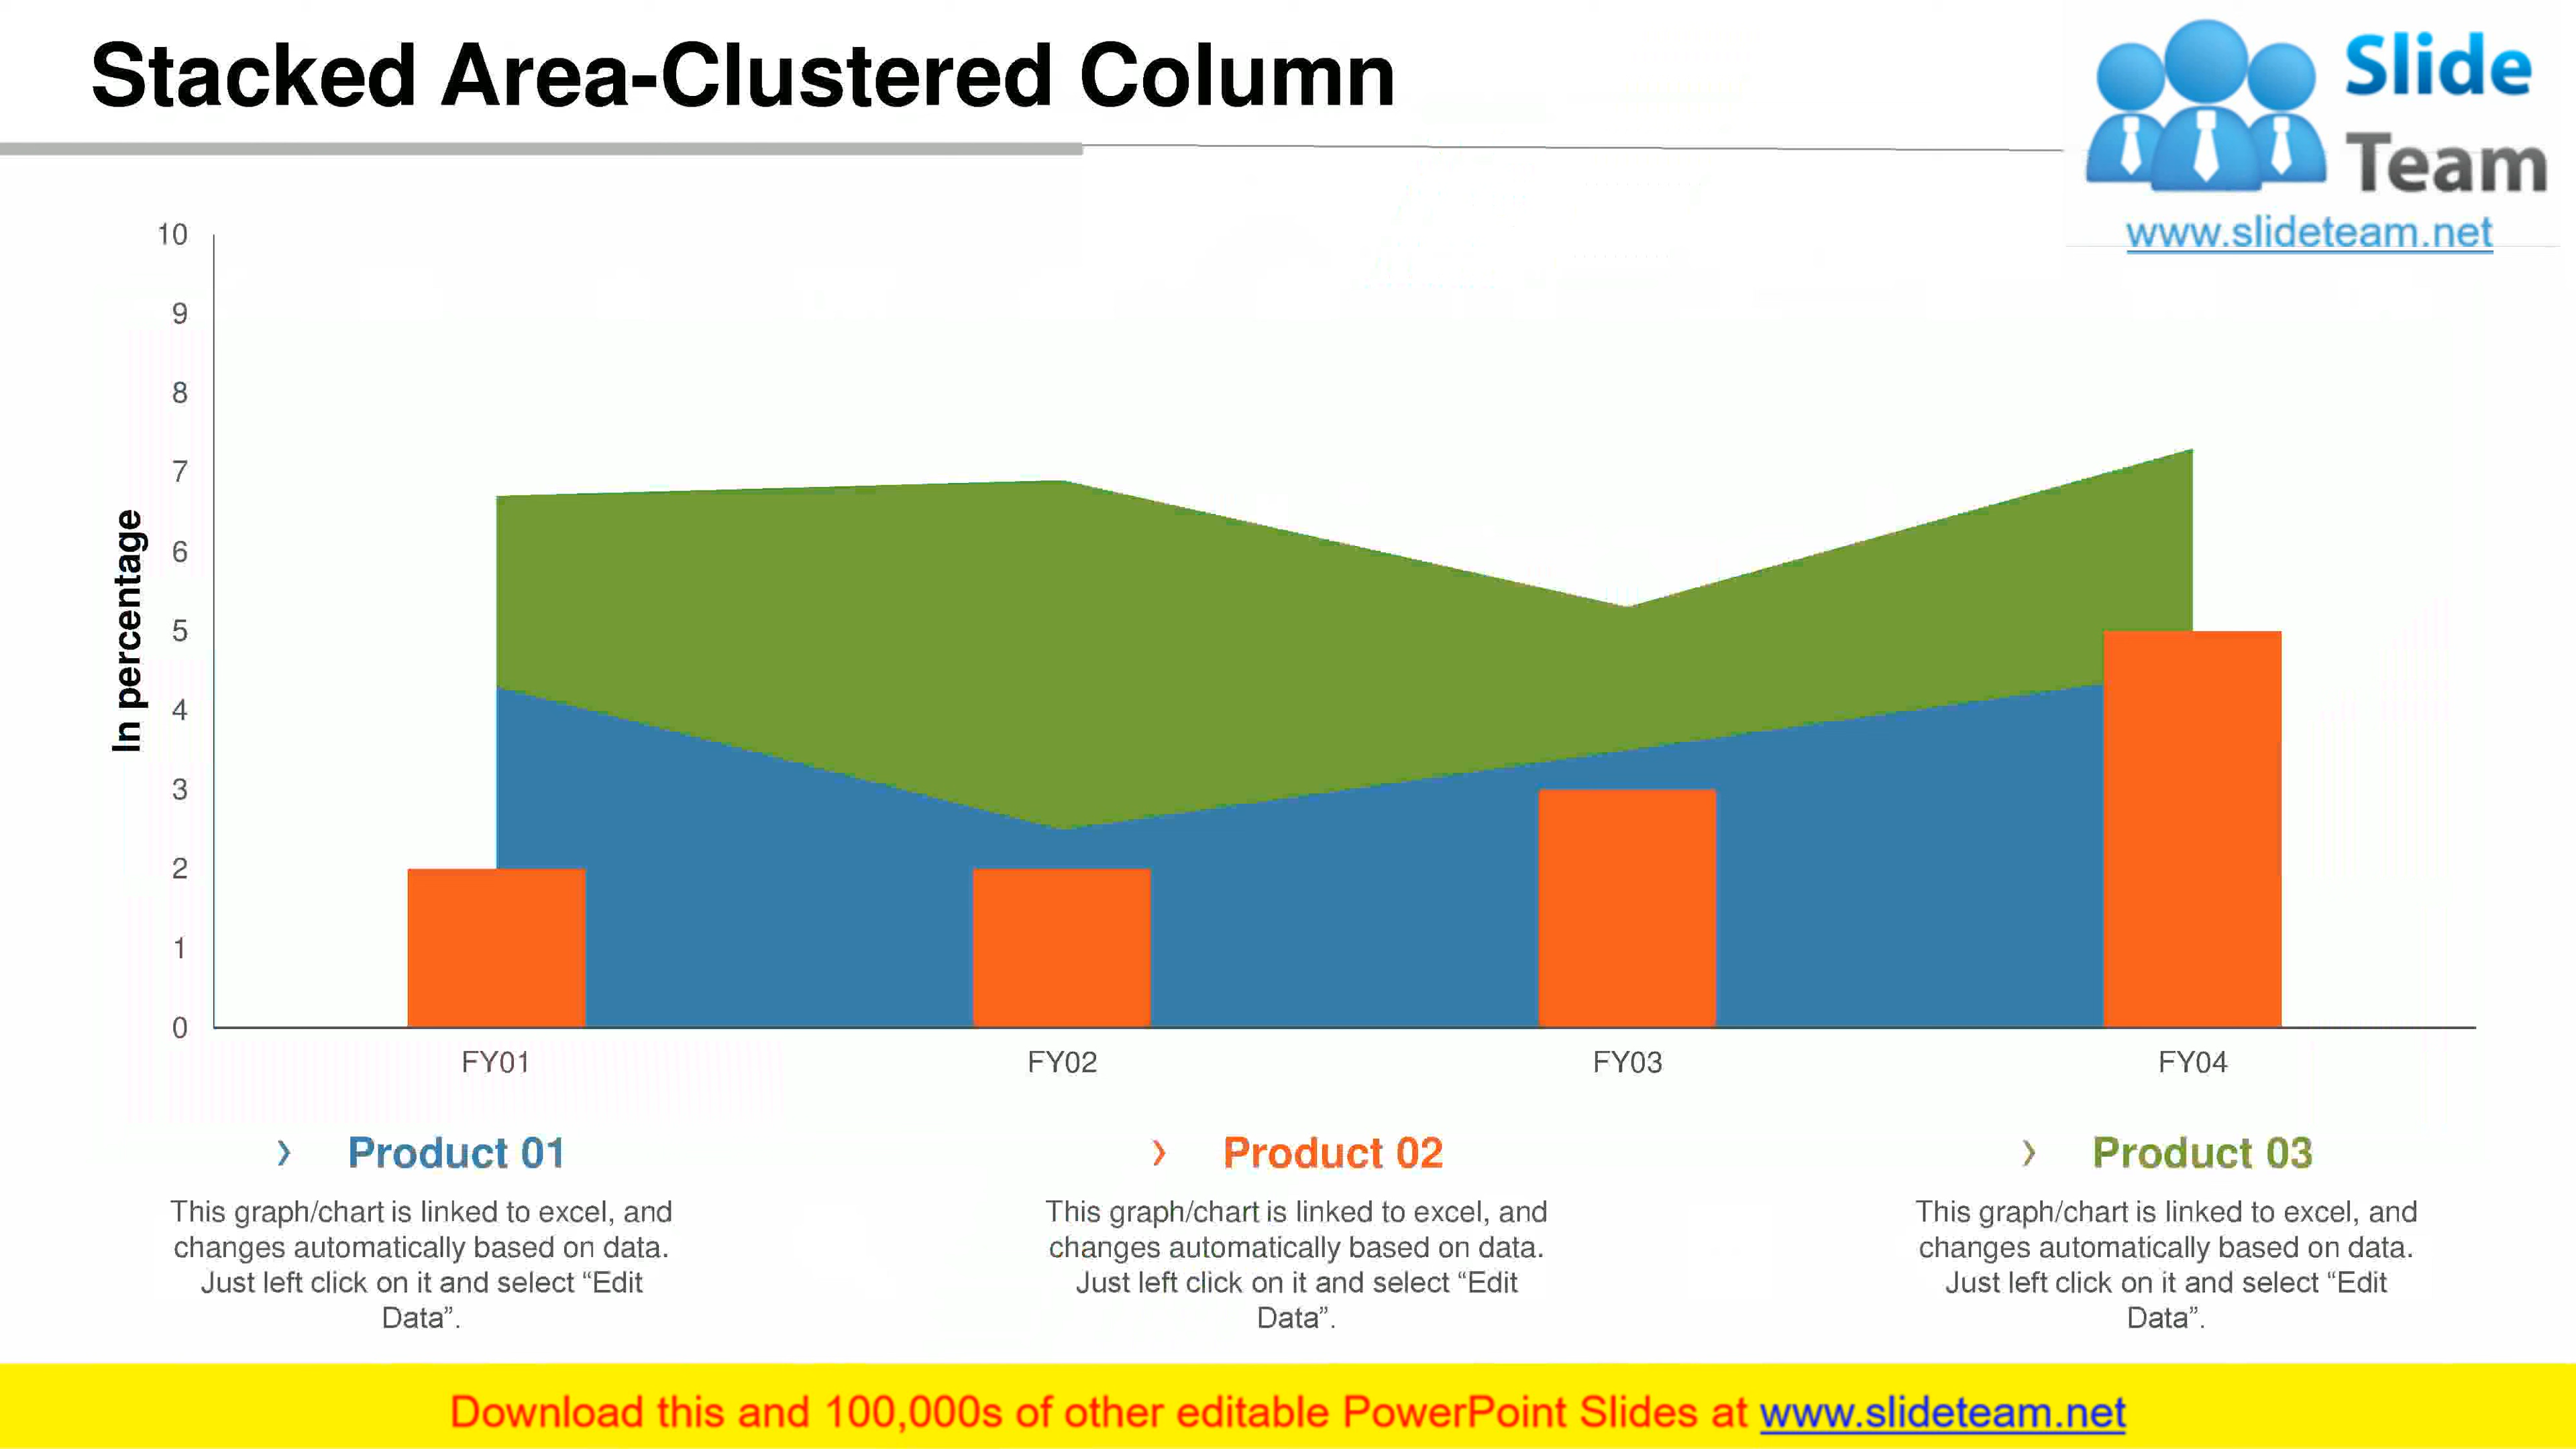 Stacked Area-Clustered Column
Slide
Team
www.slideteam.net
In percentage
10
9
8
7
6
5
4
3
2
1
0
FY01
FY02
FY03
FY04
› Product 01
This graph/chart is linked to excel, and
changes automatically based on data.
Just left click on it and select “Edit
Data”.
› Product 02
This graph/chart is linked to excel, and
changes automatically based on data.
Just left click on it and select “Edit
Data”.
› Product 03
This graph/chart is linked to excel, and
changes automatically based on data.
Just left click on it and select “Edit
Data”.
Download this and 100,000s of other editable PowerPoint Slides at www.slideteam.net